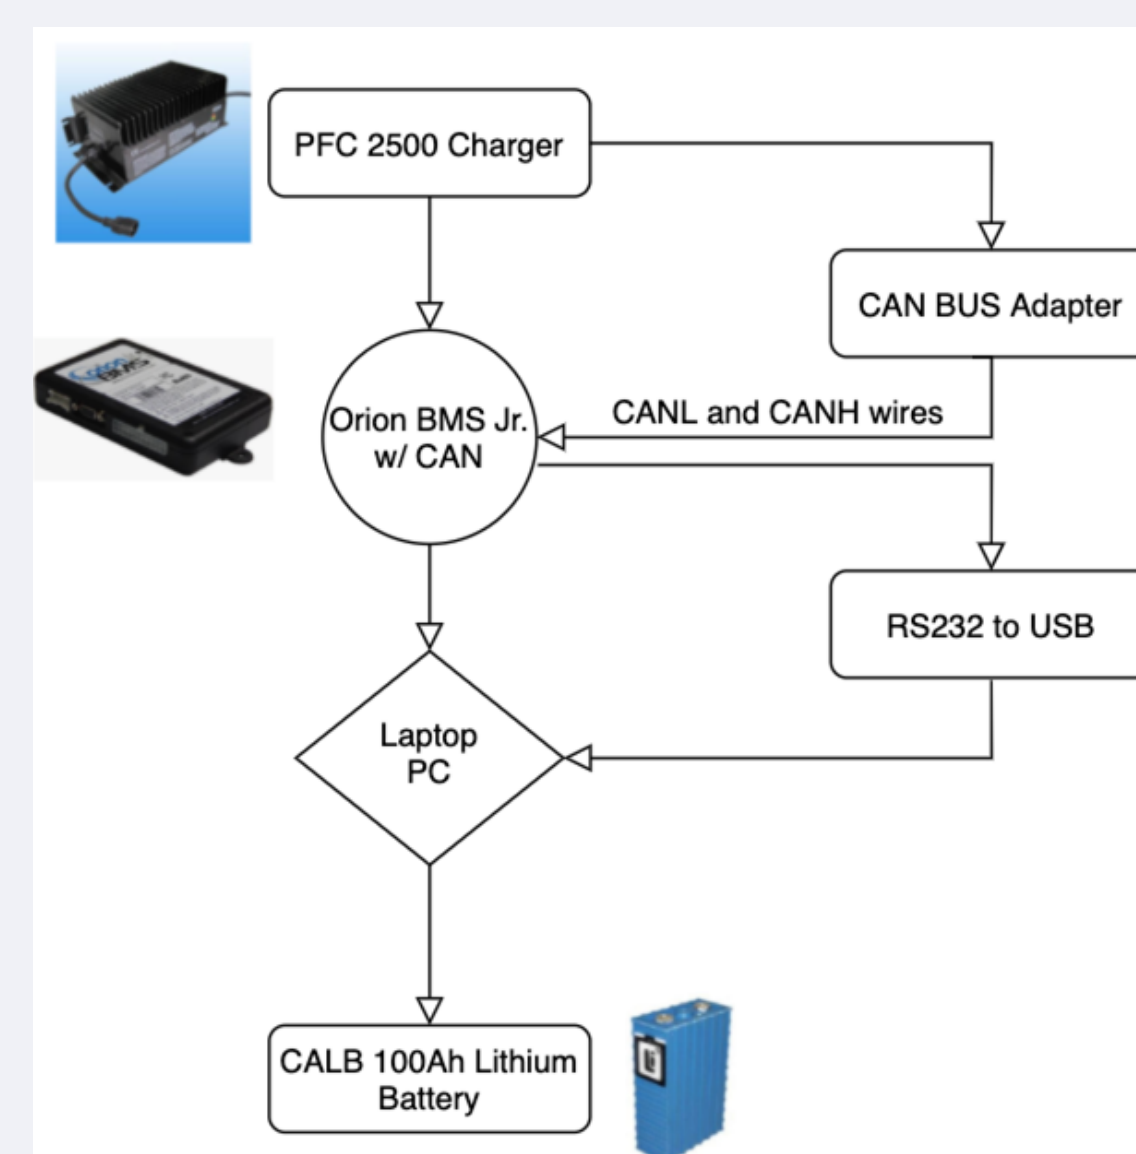 PFC 2500 Charger
CAN BUS Adapter
CANL and CANH wires
Orion BMS Jr.
w/ CAN
RS232 to USB
Laptop
PC
CALB 100Ah Lithium
Battery